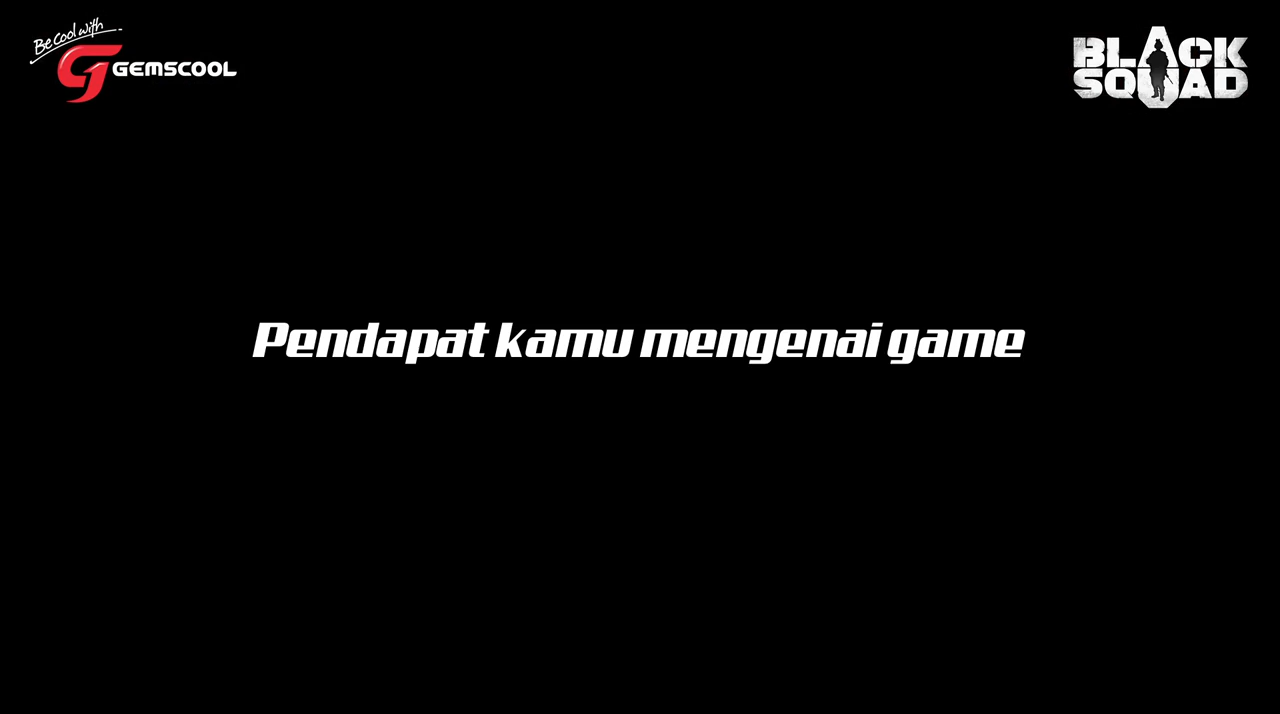 Be cool with
GEMSCOOL
BLACK
SQUAD
Pendapat kamu mengenai game